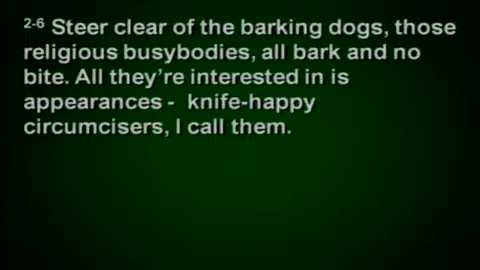 2-6 Steer clear of the barking dogs, those
religious busybodies, all bark and no
bite. All they’re interested in is
appearances -  knife-happy
circumcisers, I call them.